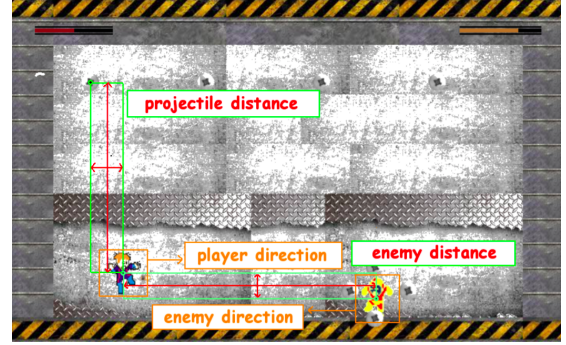 projectile distance
player direction
enemy distance
enemy direction